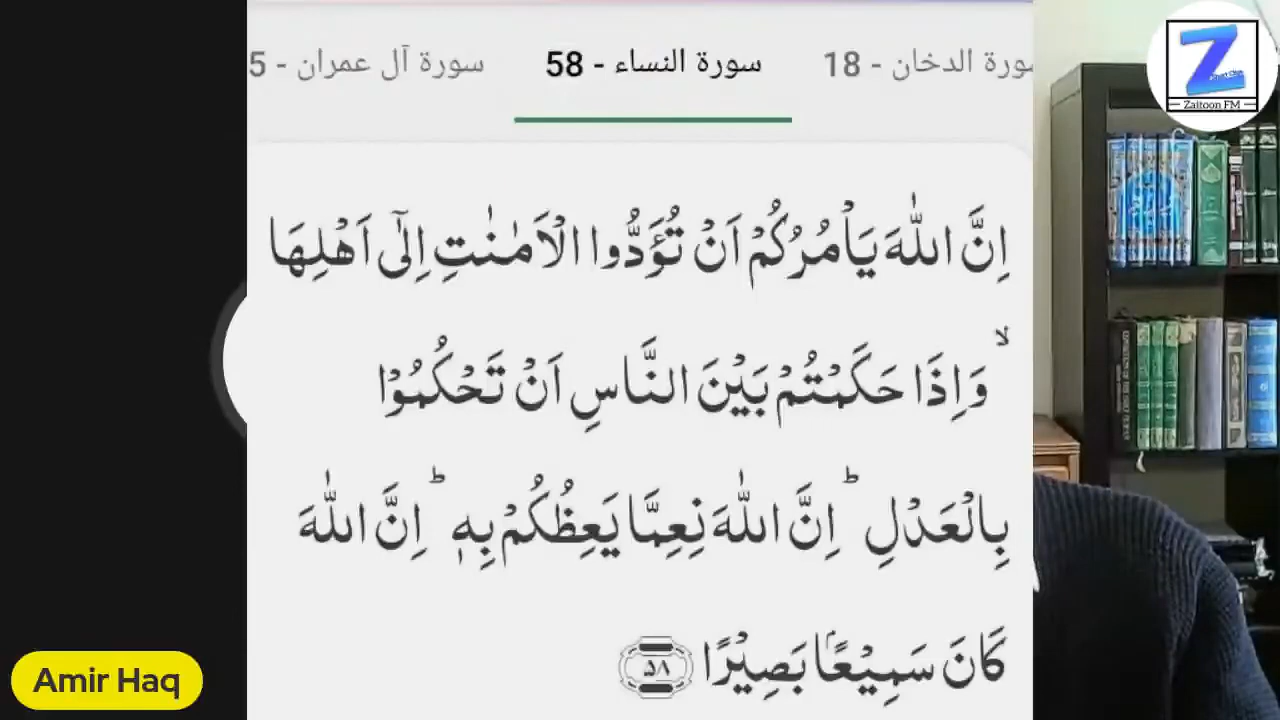 سورة الدخان - 18
سورة النساء - 58
سورة آل عمران - 5
اِنَّ اللّٰهَ يَاْمُرُكُمْ اَنْ تُؤَدُّوا الْاَمٰنٰتِ اِلٰٓى اَهْلِهَا
ۙ وَاِذَا حَكَمْتُمْ بَيْنَ النَّاسِ اَنْ تَحْكُمُوْا
بِالْعَدْلِ ؕ اِنَّ اللّٰهَ نِعِمَّا يَعِظُكُمْ بِهٖ ؕ اِنَّ اللّٰهَ
كَانَ سَمِيْعًاۢ بَصِيْرًا ﴿۵۸﴾
Amir Haq
Z
Zaitoon FM